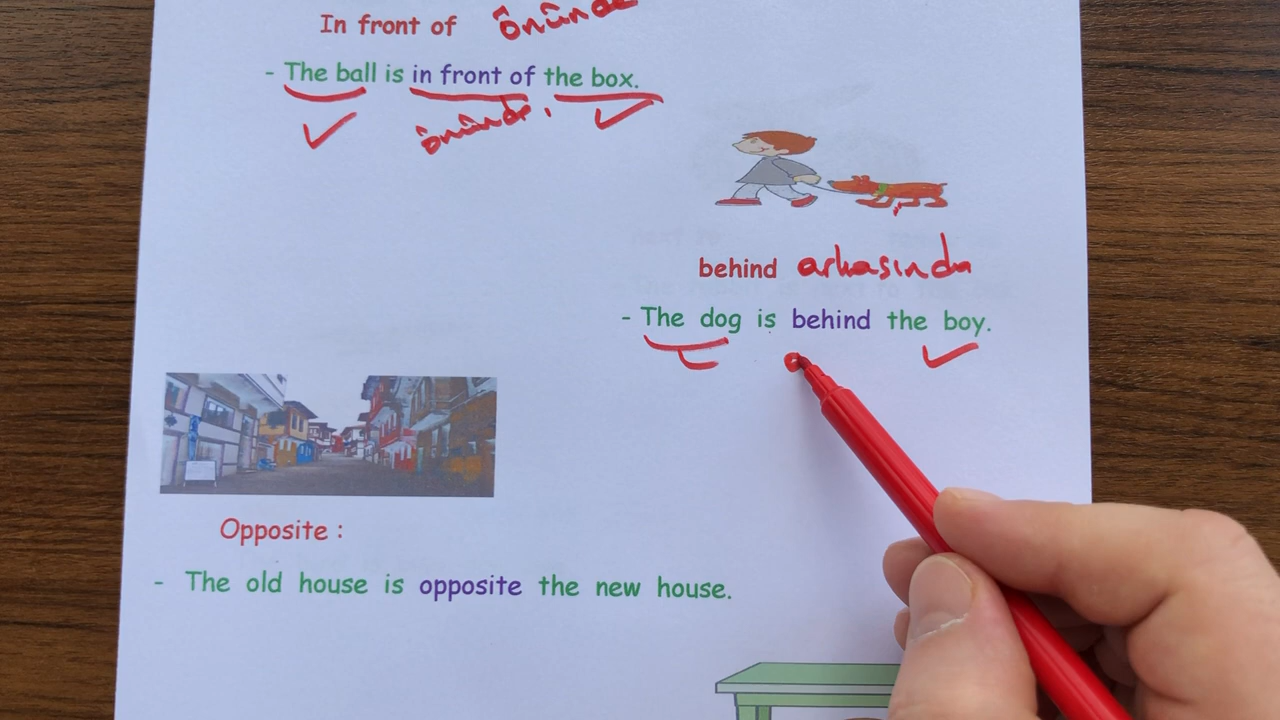 In front of önünde
- The ball is in front of the box.
önünde.
behind arkasında
- The dog is behind the boy.
Opposite :
- The old house is opposite the new house.